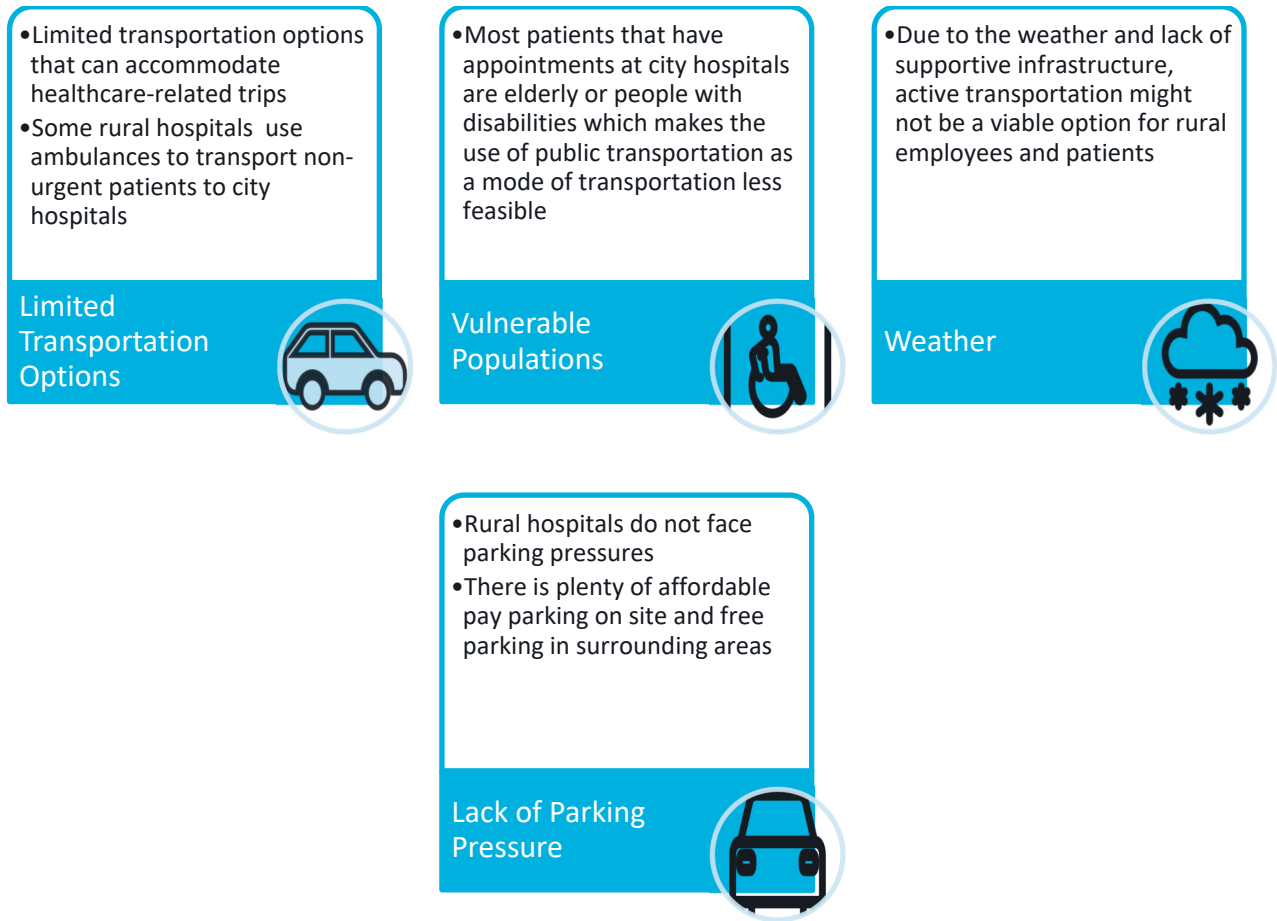 •Limited transportation options
that can accommodate
healthcare-related trips
•Some rural hospitals  use
ambulances to transport non-
urgent patients to city
hospitals
Limited
Transportation
Options
•Most patients that have
appointments at city hospitals
are elderly or people with
disabilities which makes the
use of public transportation as
a mode of transportation less
feasible
Vulnerable
Populations
•Due to the weather and lack of
supportive infrastructure,
active transportation might
not be a viable option for rural
employees and patients
Weather
•Rural hospitals do not face
parking pressures
•There is plenty of affordable
pay parking on site and free
parking in surrounding areas
Lack of Parking
Pressure